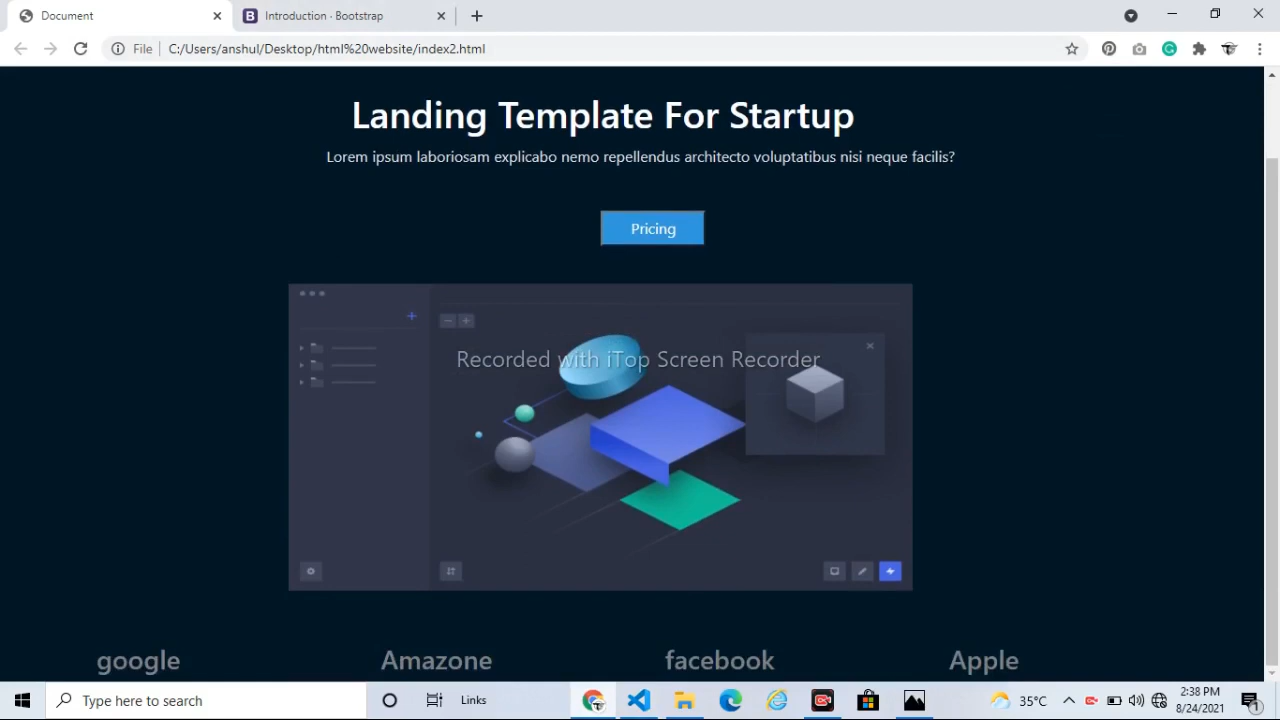 Document
Introduction · Bootstrap
File
C:/Users/anshul/Desktop/html%20website/index2.html
Landing Template For Startup
Lorem ipsum laboriosam explicabo nemo repellendus architecto voluptatibus nisi neque facilis?
Pricing
Recorded with iTop Screen Recorder
google Amazone facebook Apple
Type here to search
Links
35°C
2:38 PM
8/24/2021